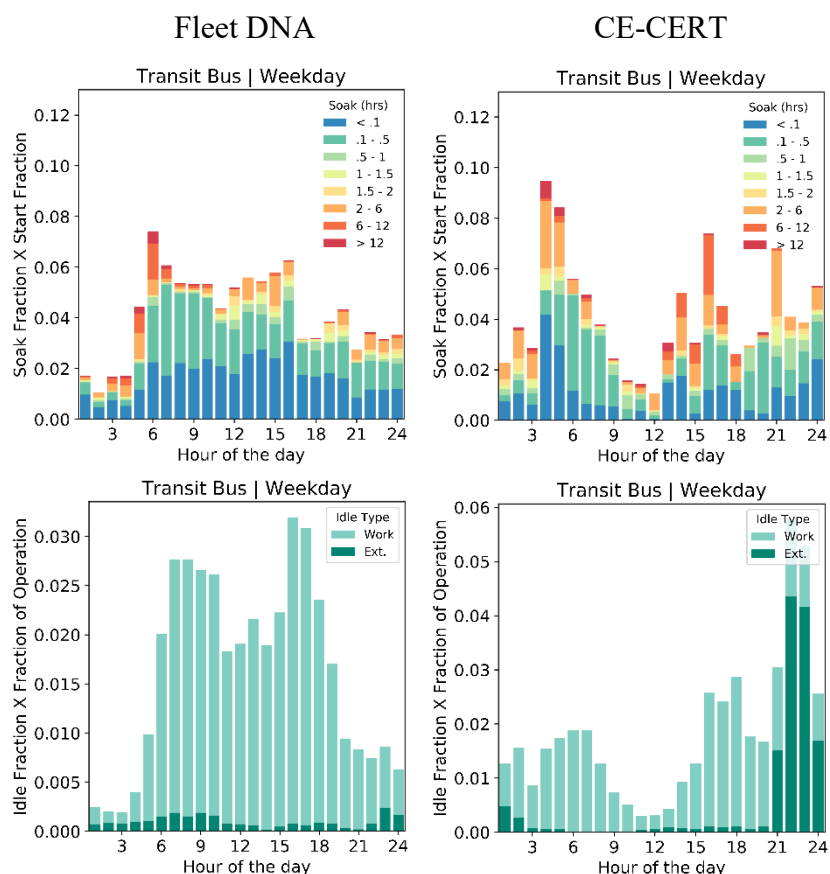 Fleet DNA
CE-CERT
Transit Bus | Weekday
Soak Fraction X Start Fraction
0.12
0.10
0.08
0.06
0.04
0.02
0.00
Soak (hrs)
< .1
.1 - .5
.5 - 1
1 - 1.5
1.5 - 2
2 - 6
6 - 12
> 12
3 6 9 12 15 18 21 24
Hour of the day
Transit Bus | Weekday
Soak Fraction X Start Fraction
0.12
0.10
0.08
0.06
0.04
0.02
0.00
Soak (hrs)
< .1
.1 - .5
.5 - 1
1 - 1.5
1.5 - 2
2 - 6
6 - 12
> 12
3 6 9 12 15 18 21 24
Hour of the day
Transit Bus | Weekday
Idle Fraction X Fraction of Operation
0.030
0.025
0.020
0.015
0.010
0.005
0.000
Idle Type
Work
Ext.
3 6 9 12 15 18 21 24
Hour of the day
Transit Bus | Weekday
Idle Fraction X Fraction of Operation
0.06
0.05
0.04
0.03
0.02
0.01
0.00
Idle Type
Work
Ext.
3 6 9 12 15 18 21 24
Hour of the day